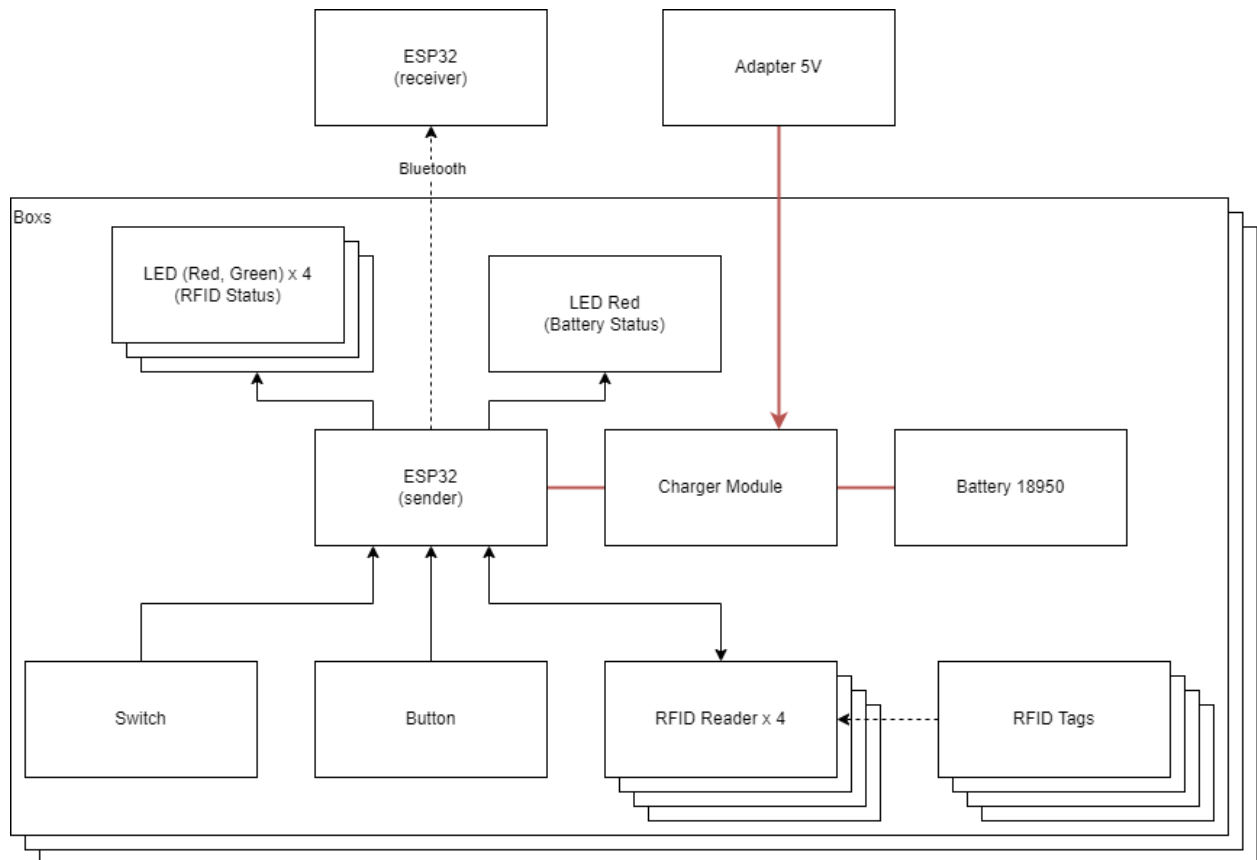 ESP32
(receiver)
Adapter 5V
Bluetooth
Boxs
LED (Red, Green) x 4
(RFID Status)
LED Red
(Battery Status)
ESP32
(sender)
Charger Module
Battery 18950
Switch
Button
RFID Reader x 4
RFID Tags